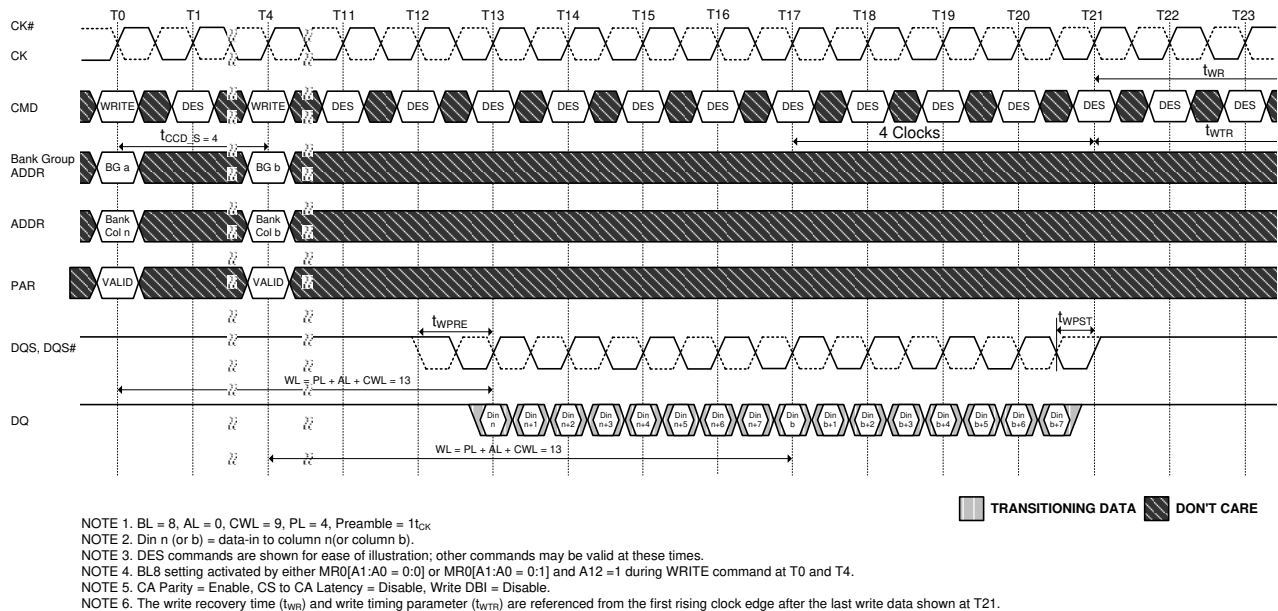 T0 T1 T4 T11 T12 T13 T14 T15 T16 T17 T18 T19 T20 T21 T22 T23
CK#
CK
tWR
CMD WRITE DES WRITE DES DES DES DES DES DES DES DES DES DES DES DES DES
tCCD_S = 4 4 Clocks tWTR
Bank Group
ADDR
BG a BG b
ADDR
Bank
Col n
Bank
Col b
PAR VALID VALID
tWPRE tWPST
DQS, DQS#
WL = PL + AL + CWL = 13
DQ
Din
n
Din
n+1
Din
n+2
Din
n+3
Din
n+4
Din
n+5
Din
n+6
Din
n+7
Din
b
Din
b+1
Din
b+2
Din
b+3
Din
b+4
Din
b+5
Din
b+6
Din
b+7
WL = PL + AL + CWL = 13
TRANSITIONING DATA DON'T CARE
NOTE 1. BL = 8, AL = 0, CWL = 9, PL = 4, Preamble = 1tCK
NOTE 2. Din n (or b) = data-in to column n(or column b).
NOTE 3. DES commands are shown for ease of illustration; other commands may be valid at these times.
NOTE 4. BL8 setting activated by either MR0[A1:A0 = 0:0] or MR0[A1:A0 = 0:1] and A12 =1 during WRITE command at T0 and T4.
NOTE 5. CA Parity = Enable, CS to CA Latency = Disable, Write DBI = Disable.
NOTE 6. The write recovery time (tWR) and write timing parameter (tWTR) are referenced from the first rising clock edge after the last write data shown at T21.